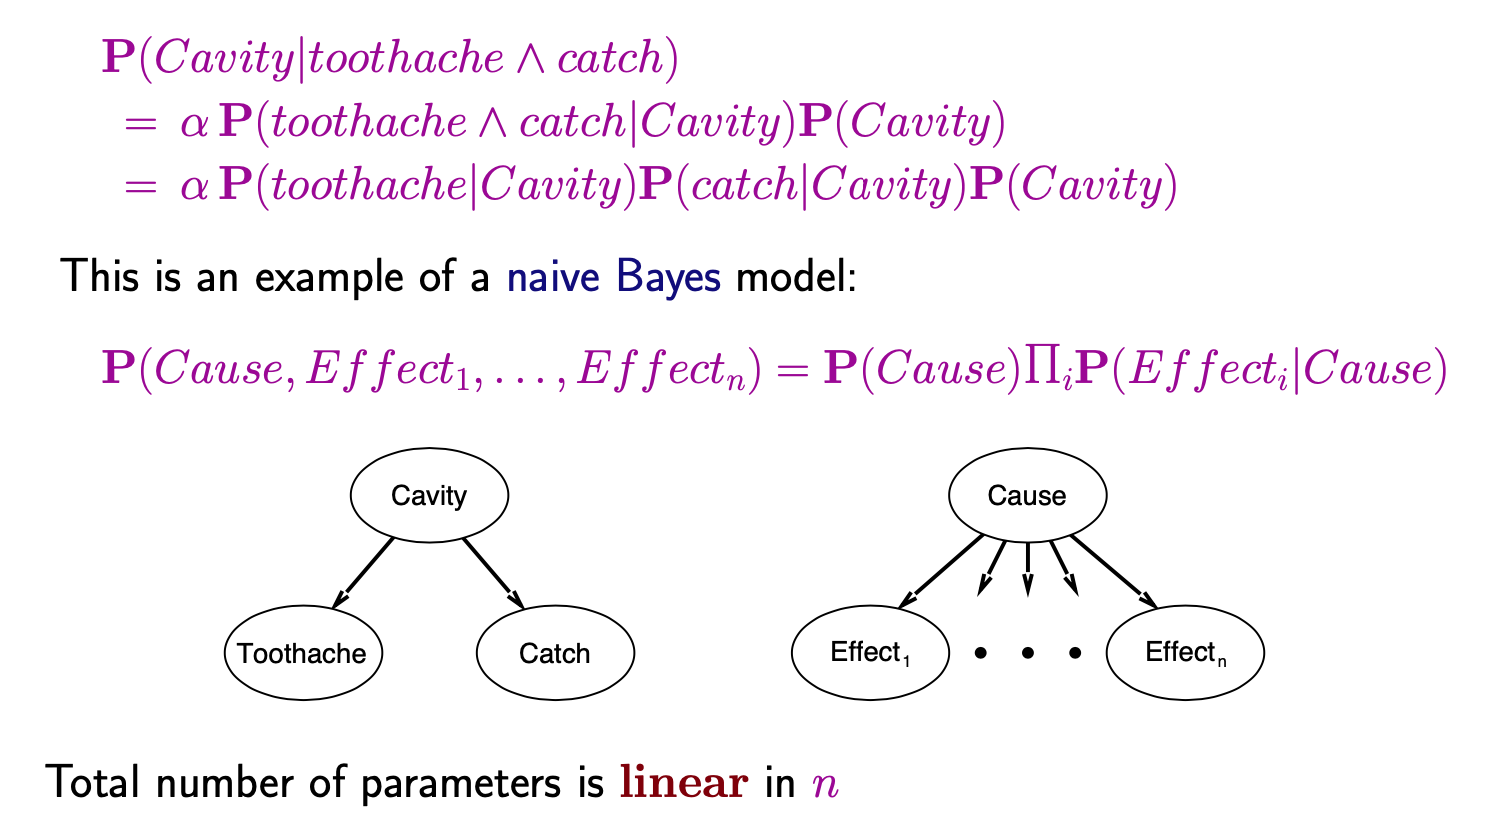 P(Cavity|toothache ∧ catch)
= α P(toothache ∧ catch|Cavity)P(Cavity)
= α P(toothache|Cavity)P(catch|Cavity)P(Cavity)
This is an example of a naive Bayes model:
P(Cause, Effect₁, . . . , Effectₙ) = P(Cause)∏ᵢP(Effectᵢ|Cause)
Cavity
Toothache
Catch
Cause
Effect₁
• • •
Effectₙ
Total number of parameters is linear in n